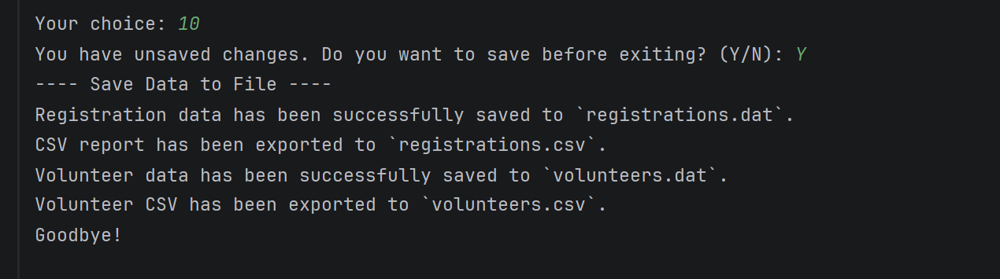 Your choice: 10
You have unsaved changes. Do you want to save before exiting? (Y/N): Y
---- Save Data to File ----
Registration data has been successfully saved to `registrations.dat`.
CSV report has been exported to `registrations.csv`.
Volunteer data has been successfully saved to `volunteers.dat`.
Volunteer CSV has been exported to `volunteers.csv`.
Goodbye!